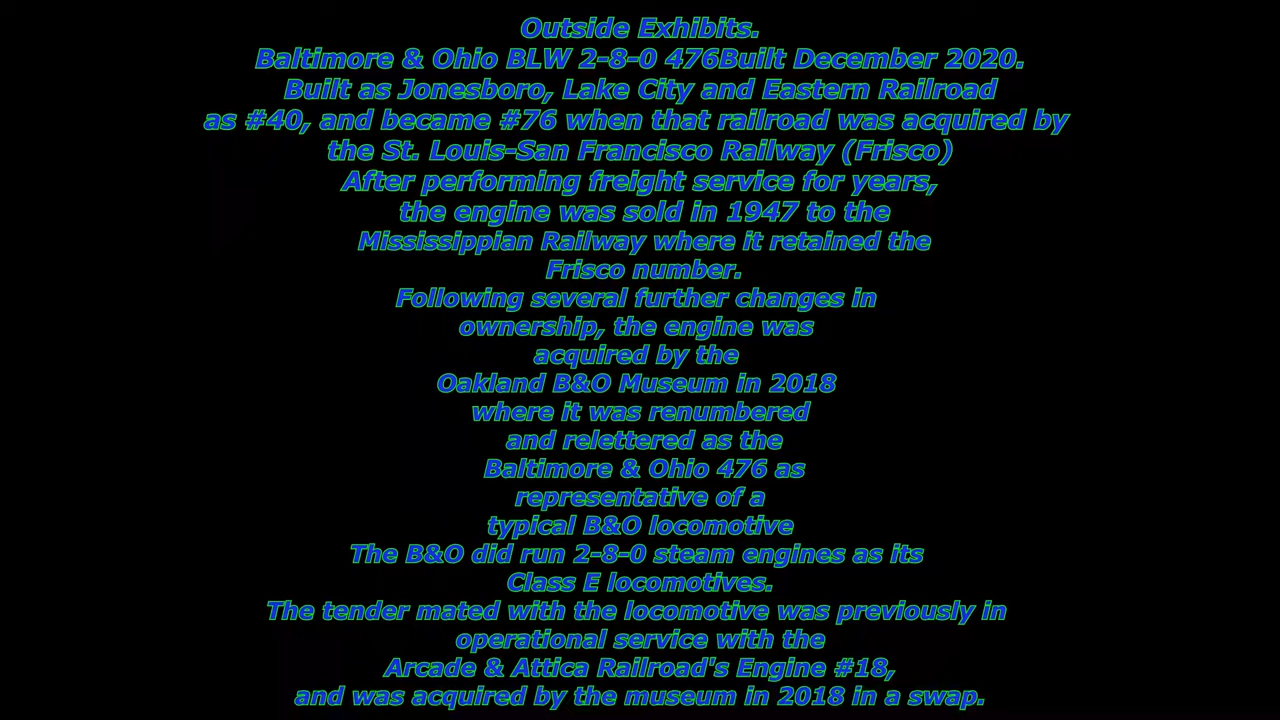 Outside Exhibits.
Baltimore & Ohio BLW 2-8-0 476Built December 2020.
Built as Jonesboro, Lake City and Eastern Railroad
as #40, and became #76 when that railroad was acquired by
the St. Louis-San Francisco Railway (Frisco)
After performing freight service for years,
the engine was sold in 1947 to the
Mississippian Railway where it retained the
Frisco number.
Following several further changes in
ownership, the engine was
acquired by the
Oakland B&O Museum in 2018
where it was renumbered
and relettered as the
Baltimore & Ohio 476 as
representative of a
typical B&O locomotive
The B&O did run 2-8-0 steam engines as its
Class E locomotives.
The tender mated with the locomotive was previously in
operational service with the
Arcade & Attica Railroad's Engine #18,
and was acquired by the museum in 2018 in a swap.